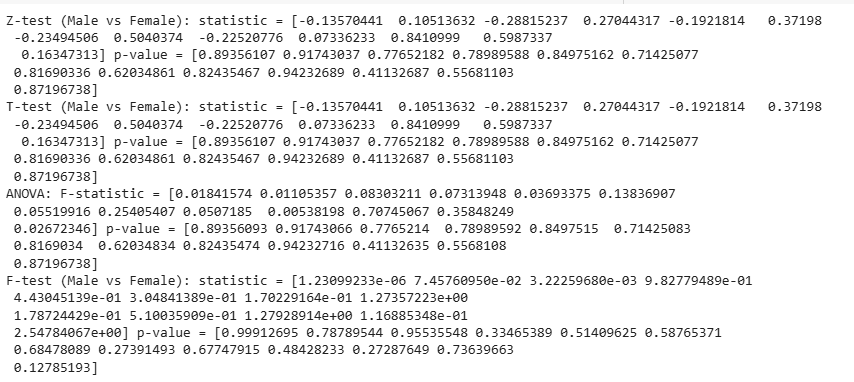 Z-test (Male vs Female): statistic = [-0.13570441  0.10513632 -0.28815237  0.27044317 -0.1921814   0.37198
 -0.23494506  0.5040374  -0.22520776  0.07336233  0.8410999   0.5987337
  0.16347313] p-value = [0.89356107 0.91743037 0.77652182 0.78989588 0.84975162 0.71425077
 0.81690336 0.62034861 0.82435467 0.94232689 0.41132687 0.55681103
 0.87196738]
T-test (Male vs Female): statistic = [-0.13570441  0.10513632 -0.28815237  0.27044317 -0.1921814   0.37198
 -0.23494506  0.5040374  -0.22520776  0.07336233  0.8410999   0.5987337
  0.16347313] p-value = [0.89356107 0.91743037 0.77652182 0.78989588 0.84975162 0.71425077
 0.81690336 0.62034861 0.82435467 0.94232689 0.41132687 0.55681103
 0.87196738]
ANOVA: F-statistic = [0.01841574 0.01105357 0.08303211 0.07313948 0.03693375 0.13836907
 0.05519916 0.25405407 0.0507185  0.00538198 0.70745067 0.35848249
 0.02672346] p-value = [0.89356093 0.91743066 0.7765214  0.78989592 0.8497515  0.71425083
 0.8169034  0.62034834 0.82435474 0.94232716 0.41132635 0.5568108
 0.87196738]
F-test (Male vs Female): statistic = [1.23099233e-06 7.45760950e-02 3.22259680e-03 9.82779489e-01
 4.43045139e-01 3.04841389e-01 1.70229164e-01 1.27357223e+00
 1.78724429e-01 5.10035909e-01 1.27928914e+00 1.16885348e-01
 2.54784067e+00] p-value = [0.99912695 0.78789544 0.95535548 0.33465389 0.51409625 0.58765371
 0.68478089 0.27391493 0.67747915 0.48428233 0.27287649 0.73639663
 0.12785193]